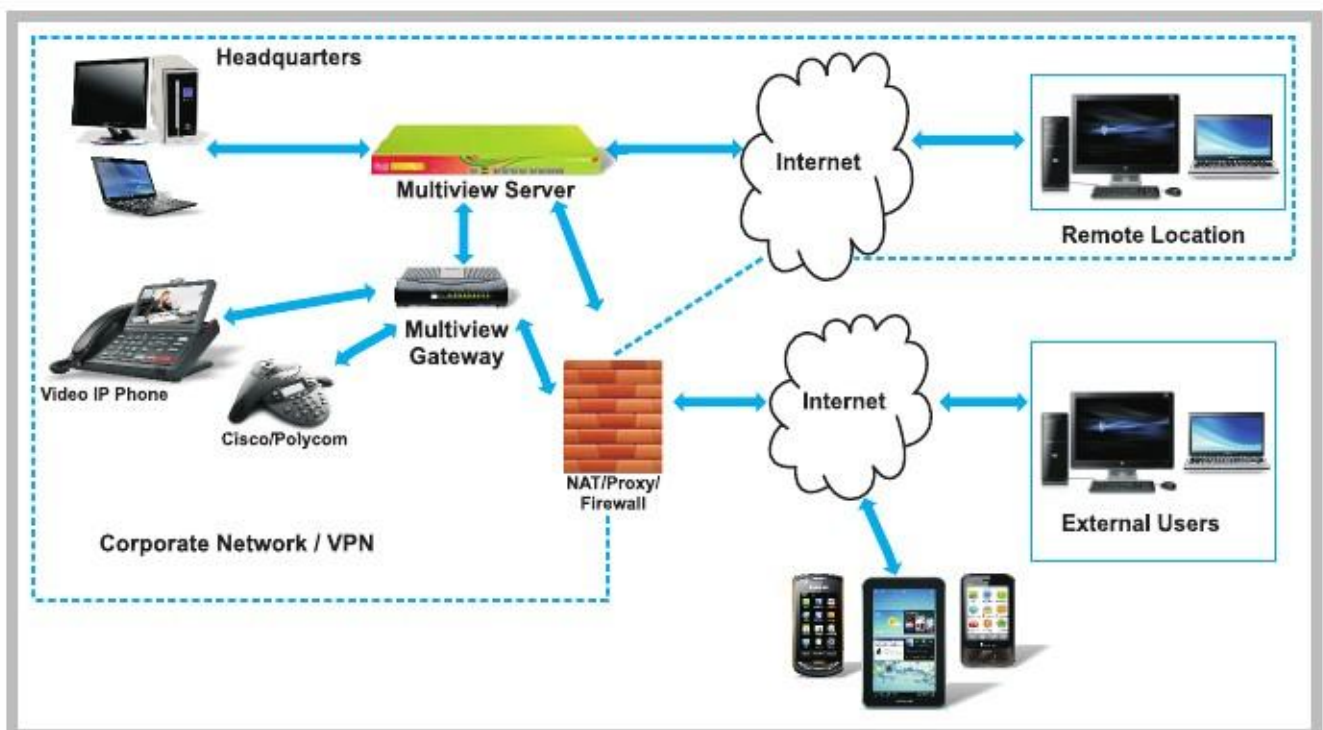 Headquarters
Multiview Server
Internet
Remote Location
Multiview
Gateway
Video IP Phone
Cisco/Polycom
NAT/Proxy/
Firewall
Internet
External Users
Corporate Network / VPN